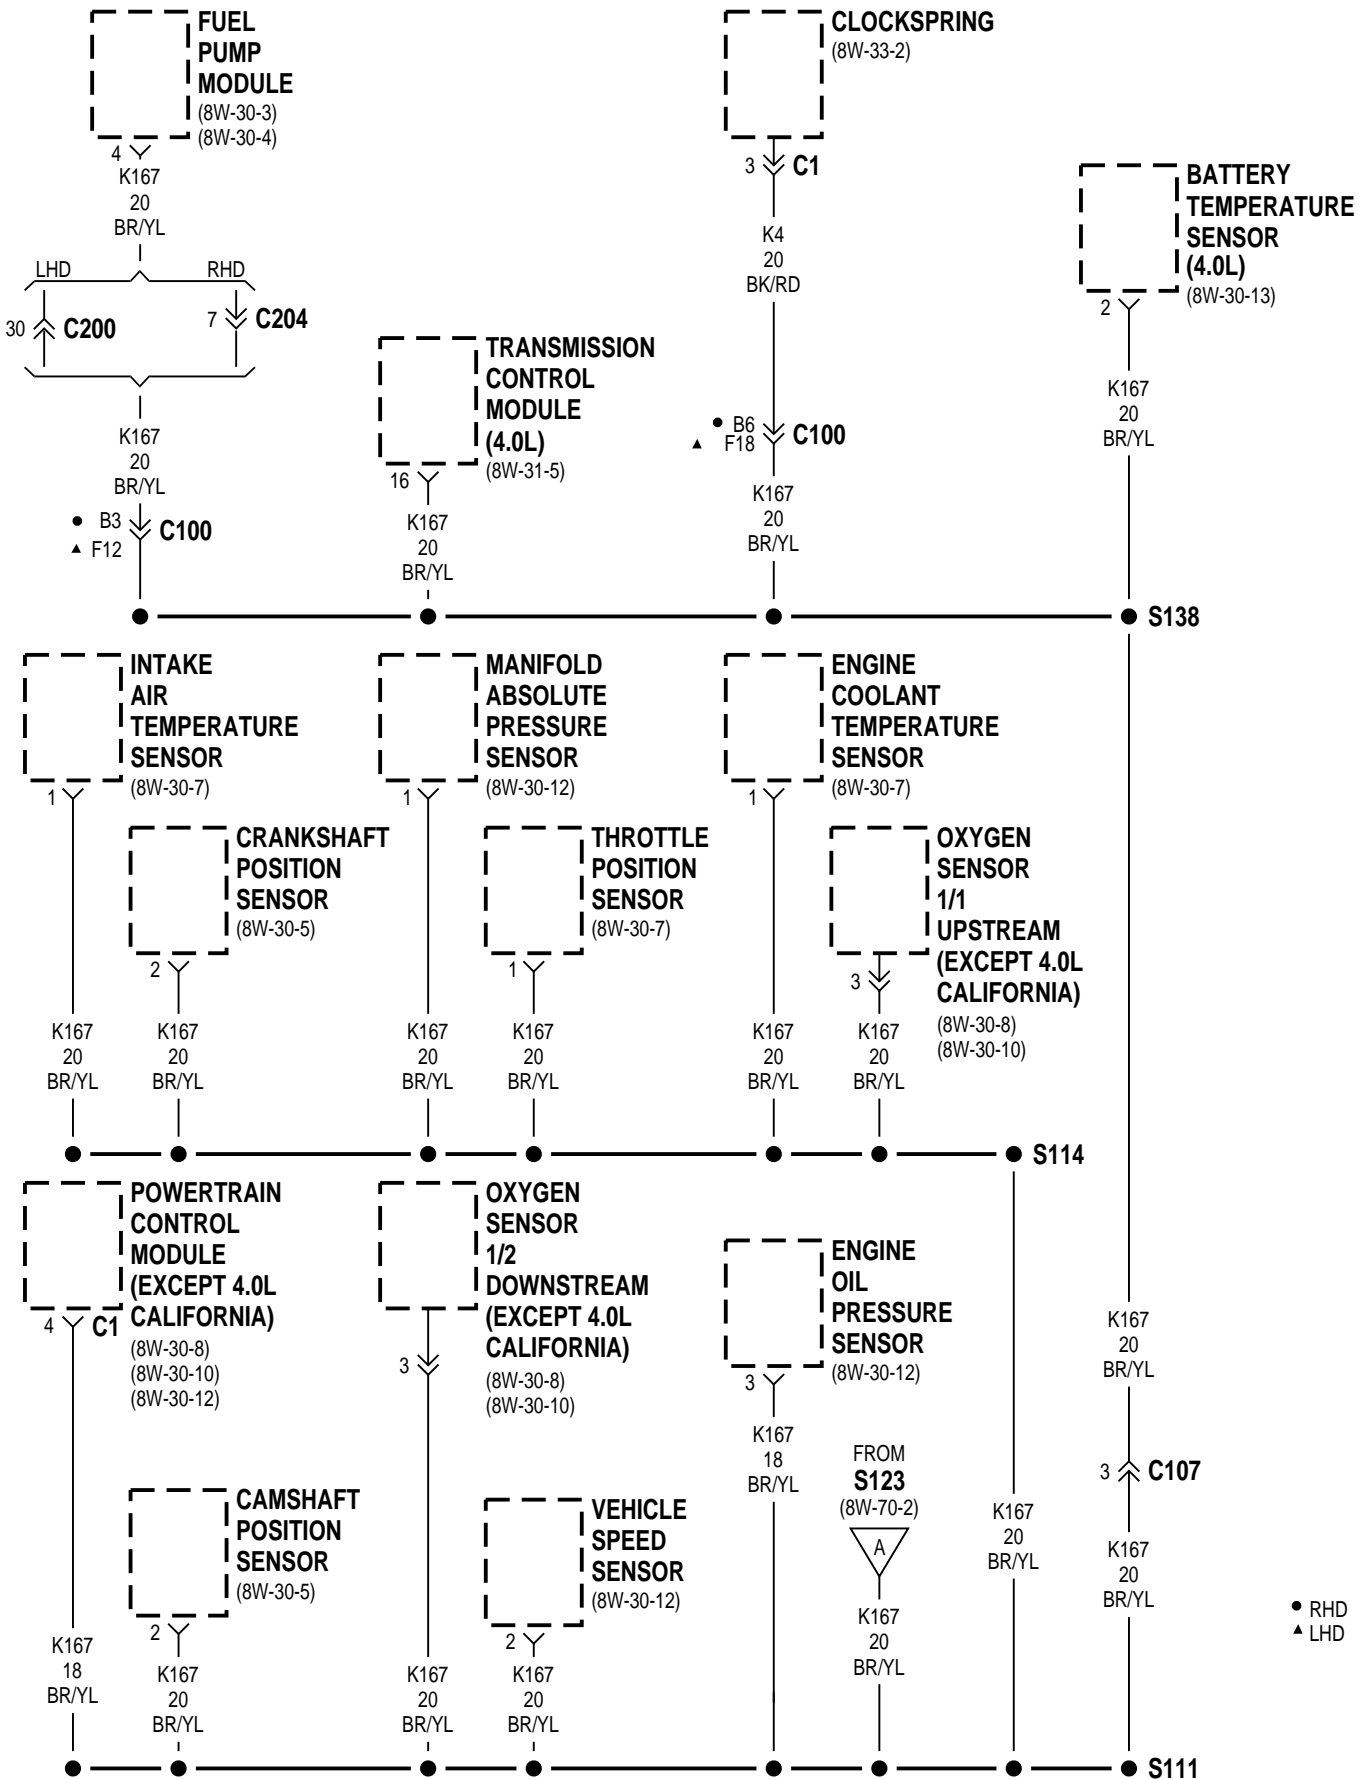 FUEL
PUMP
MODULE
(8W-30-3)
(8W-30-4)
4
K167
20
BR/YL
LHD
RHD
30
C200
7
C204
K167
20
BR/YL
B3
F12
C100
TRANSMISSION
CONTROL
MODULE
(4.0L)
(8W-31-5)
16
K167
20
BR/YL
CLOCKSPRING
(8W-33-2)
3
C1
K4
20
BK/RD
B6
F18
C100
K167
20
BR/YL
BATTERY
TEMPERATURE
SENSOR
(4.0L)
(8W-30-13)
2
K167
20
BR/YL
S138
INTAKE
AIR
TEMPERATURE
SENSOR
(8W-30-7)
1
K167
20
BR/YL
CRANKSHAFT
POSITION
SENSOR
(8W-30-5)
2
K167
20
BR/YL
MANIFOLD
ABSOLUTE
PRESSURE
SENSOR
(8W-30-12)
1
K167
20
BR/YL
THROTTLE
POSITION
SENSOR
(8W-30-7)
1
K167
20
BR/YL
ENGINE
COOLANT
TEMPERATURE
SENSOR
(8W-30-7)
1
K167
20
BR/YL
OXYGEN
SENSOR
1/1
UPSTREAM
(EXCEPT 4.0L
CALIFORNIA)
(8W-30-8)
(8W-30-10)
3
K167
20
BR/YL
S114
POWERTRAIN
CONTROL
MODULE
(EXCEPT 4.0L
CALIFORNIA)
(8W-30-8)
(8W-30-10)
(8W-30-12)
4
C1
K167
18
BR/YL
CAMSHAFT
POSITION
SENSOR
(8W-30-5)
2
K167
20
BR/YL
OXYGEN
SENSOR
1/2
DOWNSTREAM
(EXCEPT 4.0L
CALIFORNIA)
(8W-30-8)
(8W-30-10)
3
K167
20
BR/YL
VEHICLE
SPEED
SENSOR
(8W-30-12)
2
K167
20
BR/YL
ENGINE
OIL
PRESSURE
SENSOR
(8W-30-12)
3
K167
18
BR/YL
FROM
S123
(8W-70-2)
A
K167
20
BR/YL
K167
20
BR/YL
K167
20
BR/YL
3
C107
K167
20
BR/YL
RHD
LHD
S111